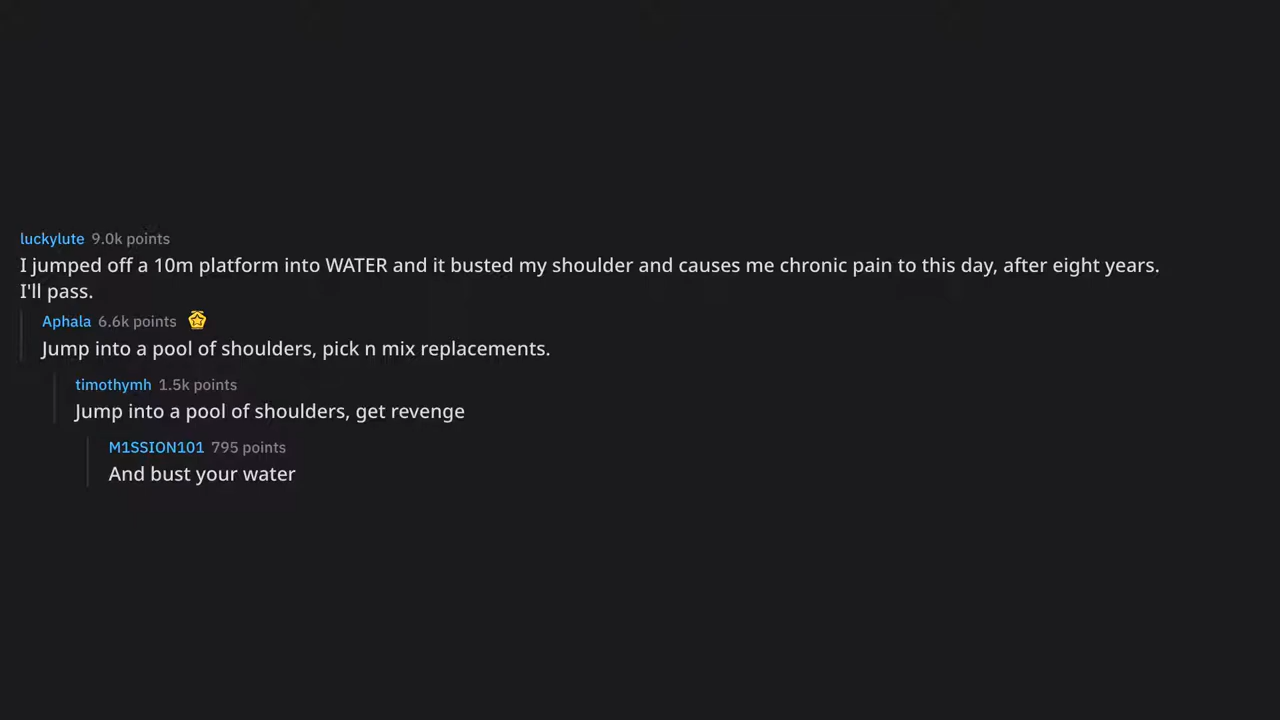 luckylute 9.0k points
I jumped off a 10m platform into WATER and it busted my shoulder and causes me chronic pain to this day, after eight years.
I'll pass.
Aphala 6.6k points
Jump into a pool of shoulders, pick n mix replacements.
timothymh 1.5k points
Jump into a pool of shoulders, get revenge
M1SSION101 795 points
And bust your water